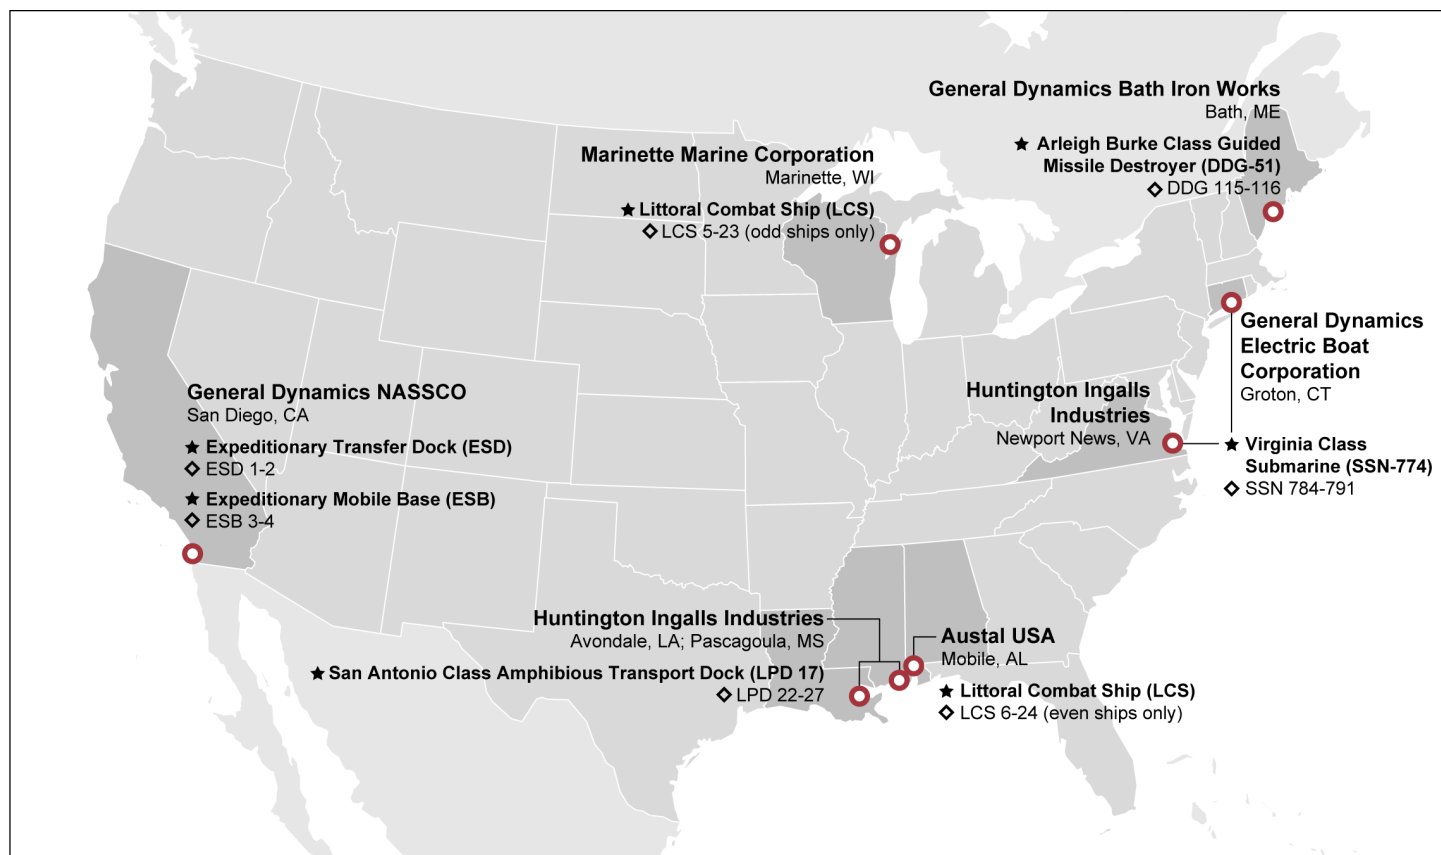 General Dynamics Bath Iron Works
Bath, ME
Arleigh Burke Class Guided
Missile Destroyer (DDG-51)
DDG 115-116
Marinette Marine Corporation
Marinette, WI
Littoral Combat Ship (LCS)
LCS 5-23 (odd ships only)
General Dynamics
Electric Boat
Corporation
Groton, CT
Huntington Ingalls
Industries
Newport News, VA
Virginia Class
Submarine (SSN-774)
SSN 784-791
General Dynamics NASSCO
San Diego, CA
Expeditionary Transfer Dock (ESD)
ESD 1-2
Expeditionary Mobile Base (ESB)
ESB 3-4
Huntington Ingalls Industries
Avondale, LA; Pascagoula, MS
San Antonio Class Amphibious Transport Dock (LPD 17)
LPD 22-27
Austal USA
Mobile, AL
Littoral Combat Ship (LCS)
LCS 6-24 (even ships only)